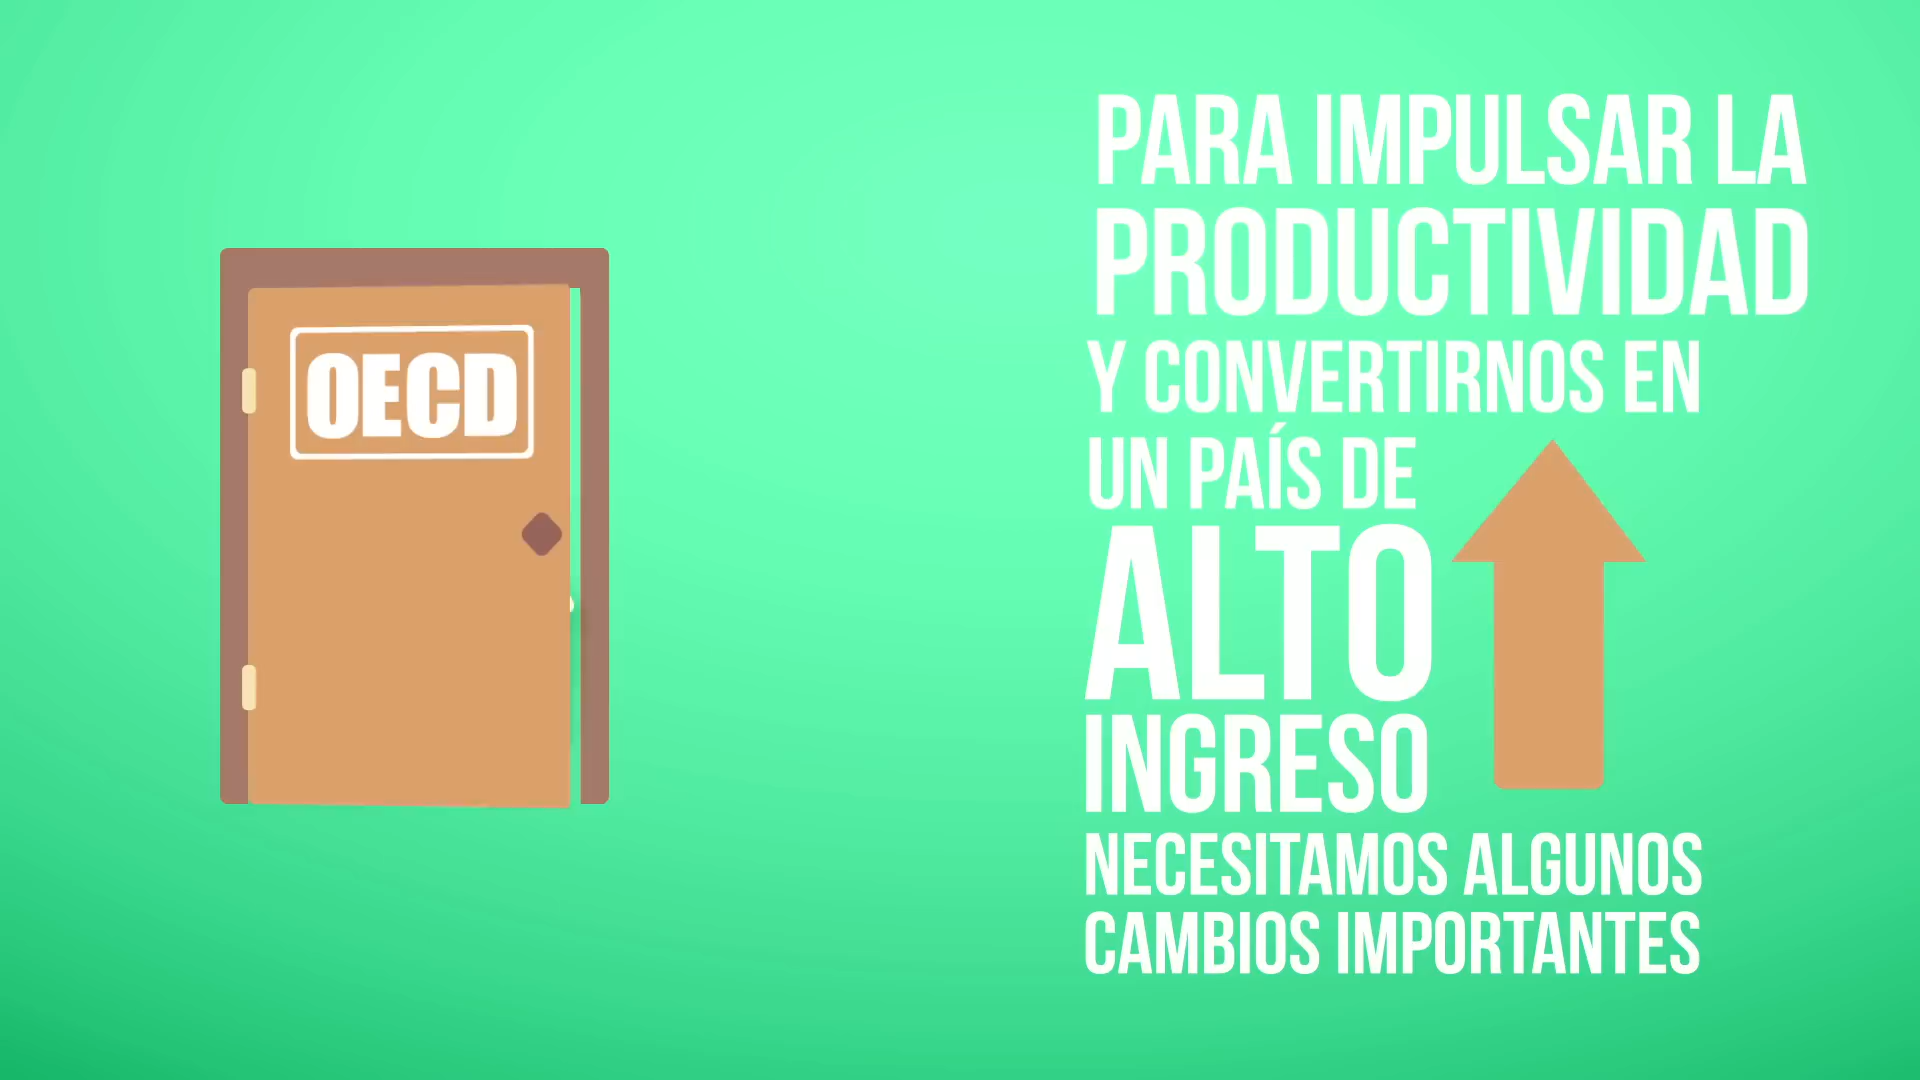 OECD
PARA IMPULSAR LA
PRODUCTIVIDAD
Y CONVERTIRNOS EN
UN PAÍS DE
ALTO
INGRESO
NECESITAMOS ALGUNOS
CAMBIOS IMPORTANTES